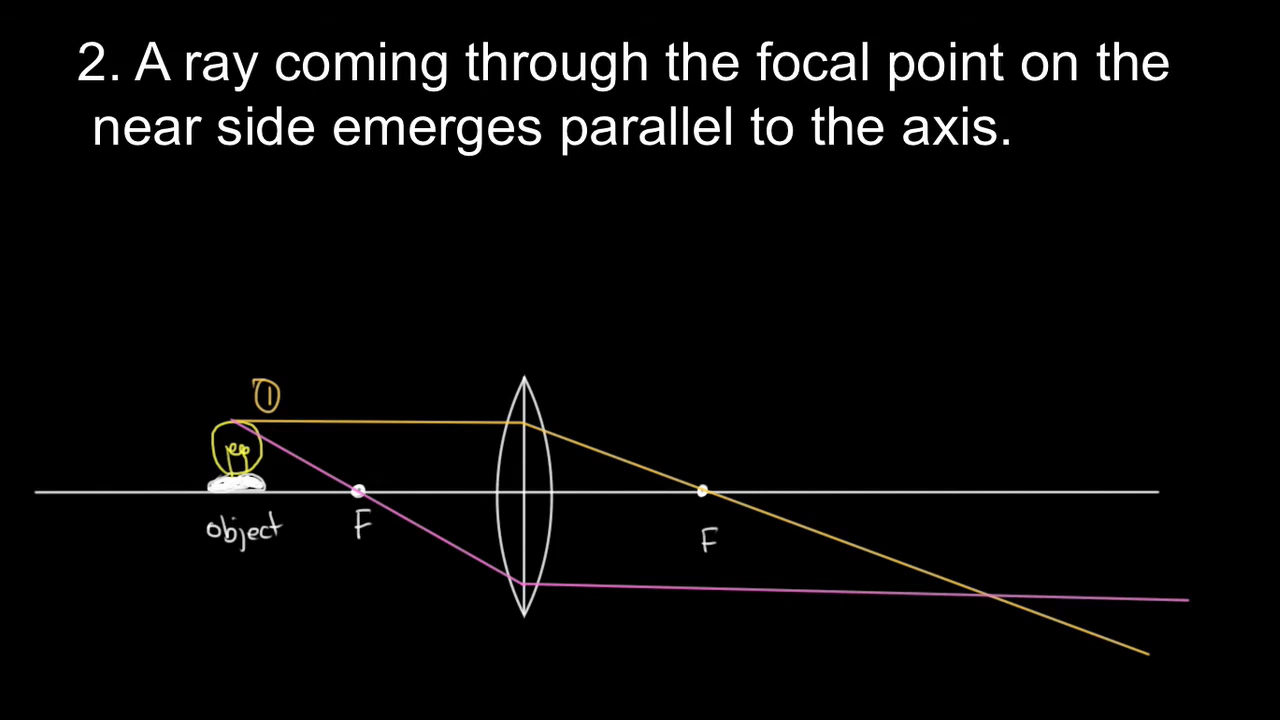 2. A ray coming through the focal point on the
near side emerges parallel to the axis.
①
object
F
F